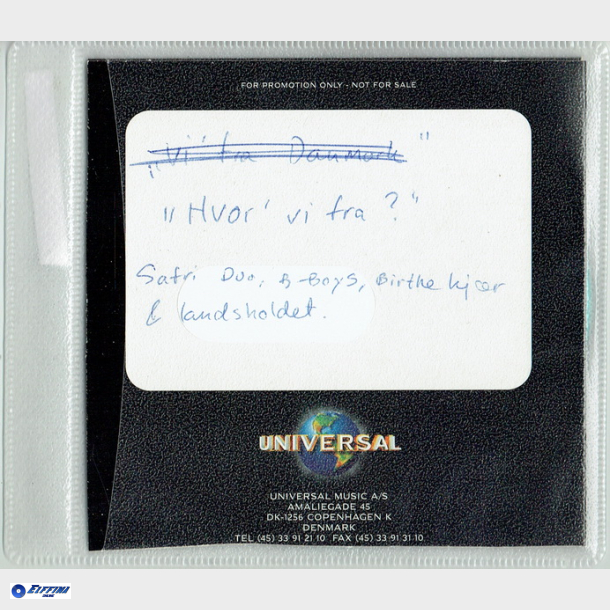 FOR PROMOTION ONLY - NOT FOR SALE
"Vi' fra Danmark"
"Hvor' vi fra?"
Safri Duo, B-Boys, Birthe Kjær
& landsholdet.
UNIVERSAL
UNIVERSAL MUSIC A/S
AMALIEGADE 45
DK-1256 COPENHAGEN K
DENMARK
TEL (45) 33 91 21 10 FAX (45) 33 91 31 10
EIFFINA